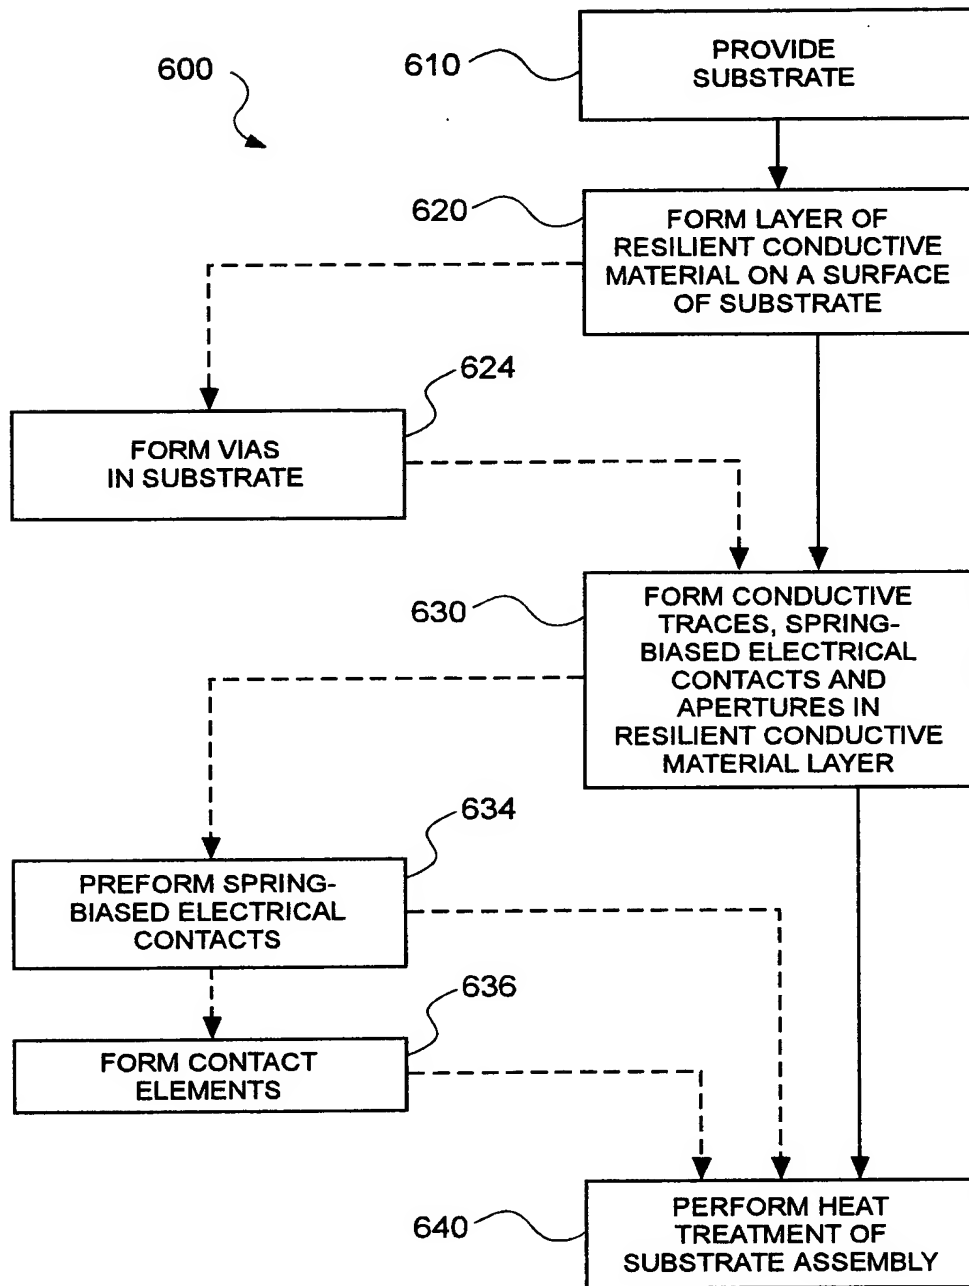 600
610
PROVIDE
SUBSTRATE
620
FORM LAYER OF
RESILIENT CONDUCTIVE
MATERIAL ON A SURFACE
OF SUBSTRATE
624
FORM VIAS
IN SUBSTRATE
630
FORM CONDUCTIVE
TRACES, SPRING-
BIASED ELECTRICAL
CONTACTS AND
APERTURES IN
RESILIENT CONDUCTIVE
MATERIAL LAYER
634
PREFORM SPRING-
BIASED ELECTRICAL
CONTACTS
636
FORM CONTACT
ELEMENTS
640
PERFORM HEAT
TREATMENT OF
SUBSTRATE ASSEMBLY